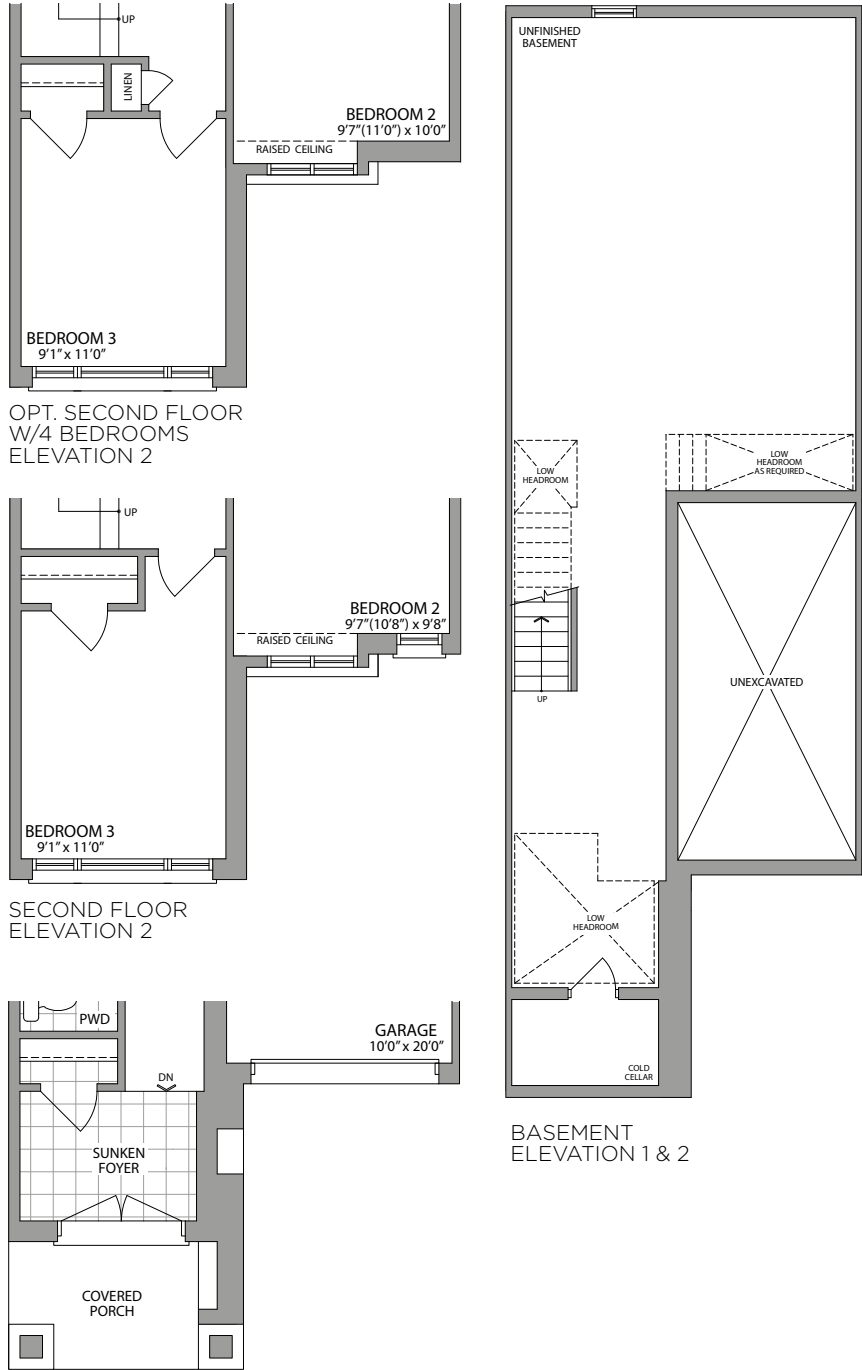 UP
LINEN
BEDROOM 2
9'7"(11'0") x 10'0"
RAISED CEILING
BEDROOM 3
9'1" x 11'0"
OPT. SECOND FLOOR
W/4 BEDROOMS
ELEVATION 2
UP
BEDROOM 2
9'7"(10'8") x 9'8"
RAISED CEILING
BEDROOM 3
9'1" x 11'0"
SECOND FLOOR
ELEVATION 2
PWD
GARAGE
10'0" x 20'0"
DN
SUNKEN
FOYER
COVERED
PORCH
UNFINISHED
BASEMENT
LOW
HEADROOM
LOW
HEADROOM
AS REQUIRED
UNEXCAVATED
UP
LOW
HEADROOM
COLD
CELLAR
BASEMENT
ELEVATION 1 & 2